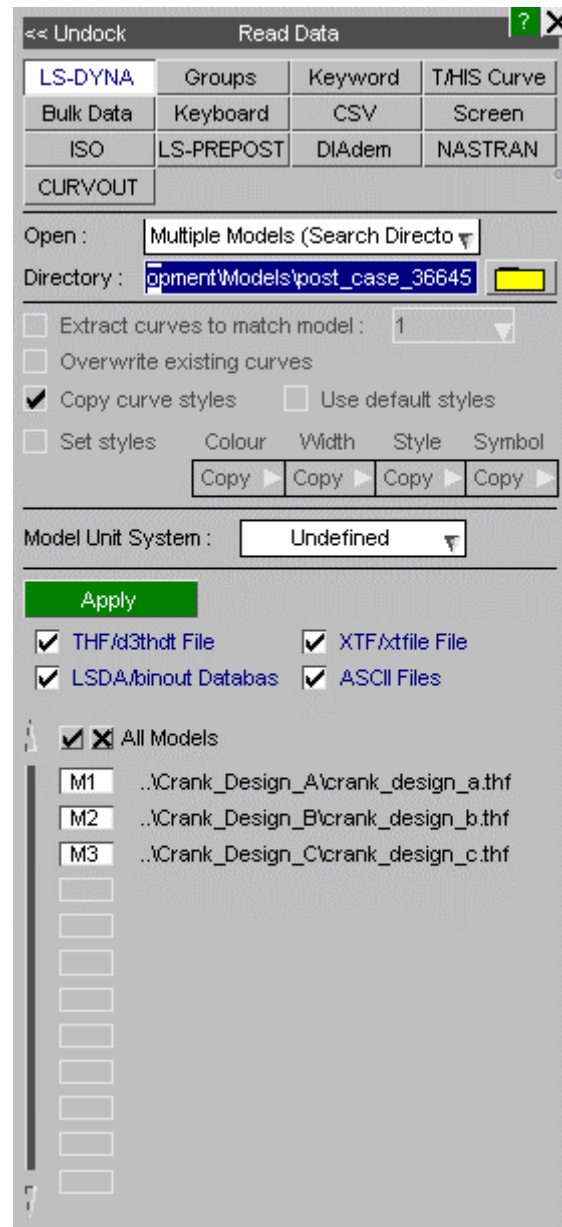 << Undock Read Data ?
LS-DYNA Groups Keyword T/HIS Curve
Bulk Data Keyboard CSV Screen
ISO LS-PREPOST DIAdem NASTRAN
CURVOUT
Open : Multiple Models (Search Directo
Directory : opment\Models\post_case_36645
Extract curves to match model : 1
Overwrite existing curves
Copy curve styles Use default styles
Set styles Colour Width Style Symbol
Copy Copy Copy Copy
Model Unit System : Undefined
Apply
THF/d3thdt File XTF/xtfile File
LSDA/binout Databas ASCII Files
All Models
M1 ..\Crank_Design_A\crank_design_a.thf
M2 ..\Crank_Design_B\crank_design_b.thf
M3 ..\Crank_Design_C\crank_design_c.thf